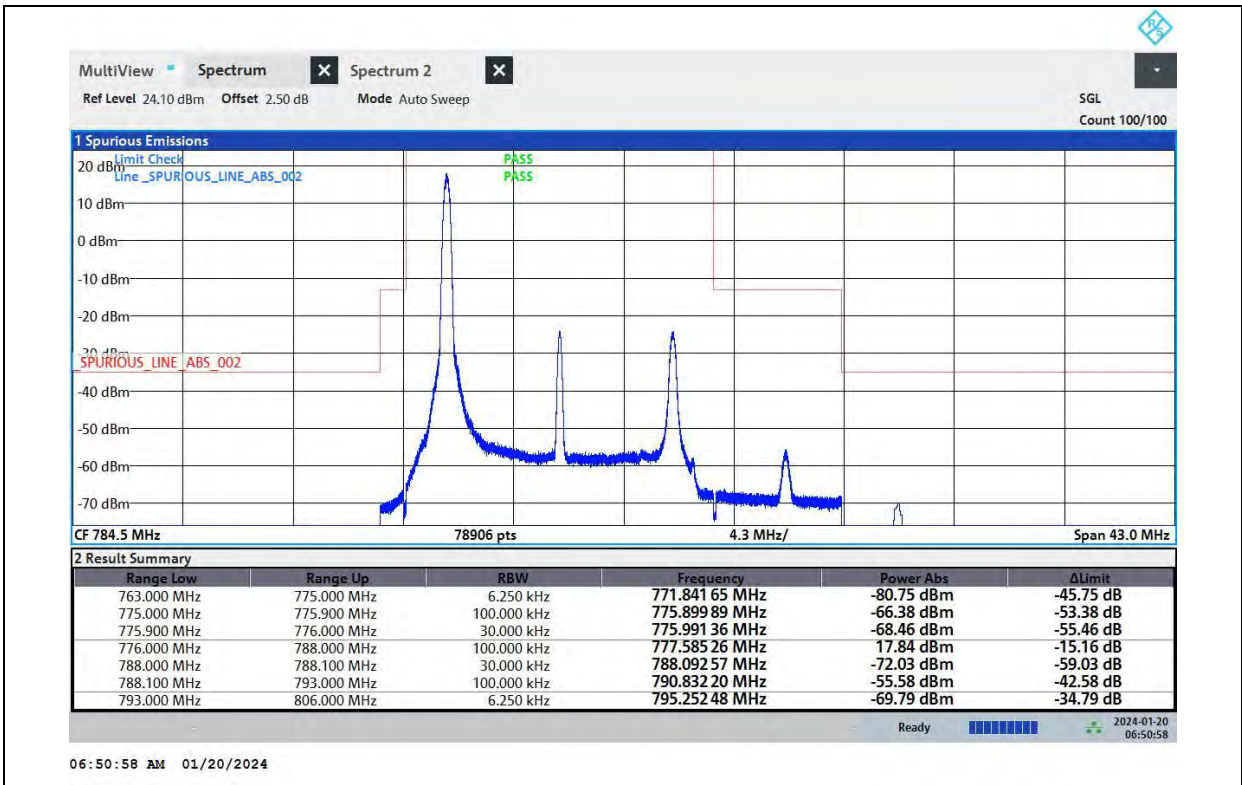 R S
MultiView Spectrum X Spectrum 2 X
Ref Level 24.10 dBm Offset 2.50 dB Mode Auto Sweep SGL
Count 100/100
1 Spurious Emissions
Limit Check PASS
20 dBm
Line _SPURIOUS_LINE_ABS_002 PASS
10 dBm
0 dBm
-10 dBm
-20 dBm
-30 dBm
_SPURIOUS_LINE_ABS_002
-40 dBm
-50 dBm
-60 dBm
-70 dBm
CF 784.5 MHz 78906 pts 4.3 MHz/ Span 43.0 MHz
2 Result Summary
Range Low Range Up RBW Frequency Power Abs ΔLimit
763.000 MHz 775.000 MHz 6.250 kHz 771.841 65 MHz -80.75 dBm -45.75 dB
775.000 MHz 775.900 MHz 100.000 kHz 775.899 89 MHz -66.38 dBm -53.38 dB
775.900 MHz 776.000 MHz 30.000 kHz 775.991 36 MHz -68.46 dBm -55.46 dB
776.000 MHz 788.000 MHz 100.000 kHz 777.585 26 MHz 17.84 dBm -15.16 dB
788.000 MHz 788.100 MHz 30.000 kHz 788.092 57 MHz -72.03 dBm -59.03 dB
788.100 MHz 793.000 MHz 100.000 kHz 790.832 20 MHz -55.58 dBm -42.58 dB
793.000 MHz 806.000 MHz 6.250 kHz 795.252 48 MHz -69.79 dBm -34.79 dB
Ready 2024-01-20
06:50:58
06:50:58 AM 01/20/2024